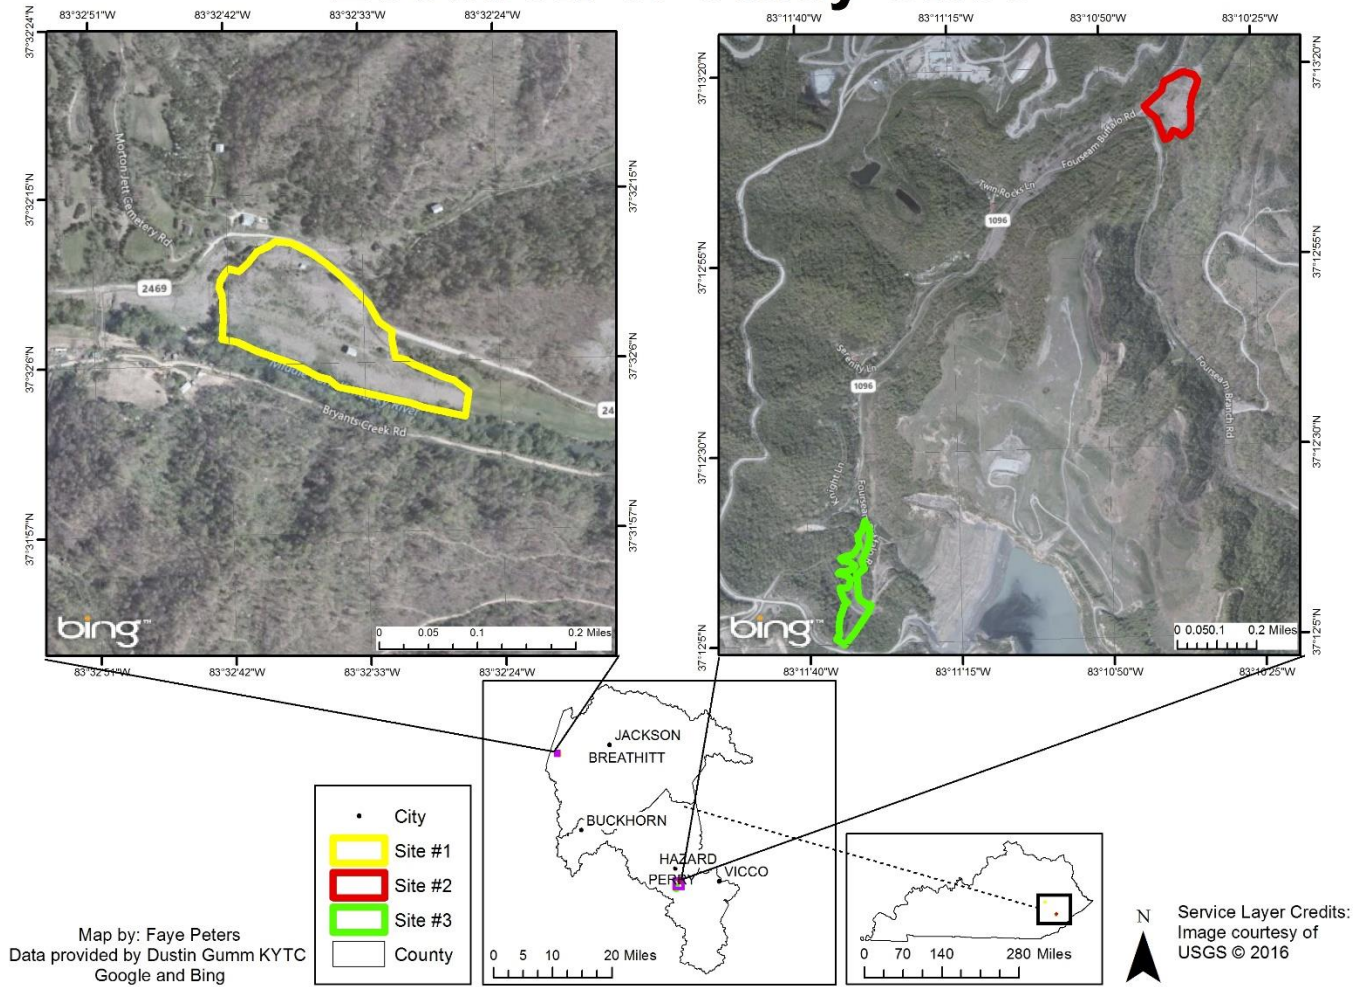 83°32'51"W
83°32'42"W
83°32'33"W
83°32'24"W
83°11'40"W
83°11'15"W
83°10'50"W
83°10'25"W
37°32'24"N
37°32'15"N
37°32'6"N
37°31'57"N
37°32'15"N
37°32'6"N
37°31'57"N
37°13'20"N
37°12'55"N
37°12'30"N
37°12'5"N
37°13'20"N
37°12'55"N
37°12'30"N
37°12'5"N
Morton Jett Cemetery Rd
2469
24
River
Bryants Creek Rd
bing™
0 0.05 0.1 0.2 Miles
Fourseam Buffalo Rd
Twin Rocks Ln
1096
Serenity Ln
1096
Knight Ln
Fourseam Branch Rd
bing™
0 0.050.1 0.2 Miles
83°32'51"W
83°32'42"W
83°32'33"W
83°32'24"W
83°11'40"W
83°11'15"W
83°10'50"W
83°10'25"W
JACKSON
BREATHITT
BUCKHORN
HAZARD
PERRY
VICCO
0 5 10 20 Miles
City
Site #1
Site #2
Site #3
County
0 70 140 280 Miles
N
Map by: Faye Peters
Data provided by Dustin Gumm KYTC
Google and Bing
Service Layer Credits:
Image courtesy of
USGS © 2016